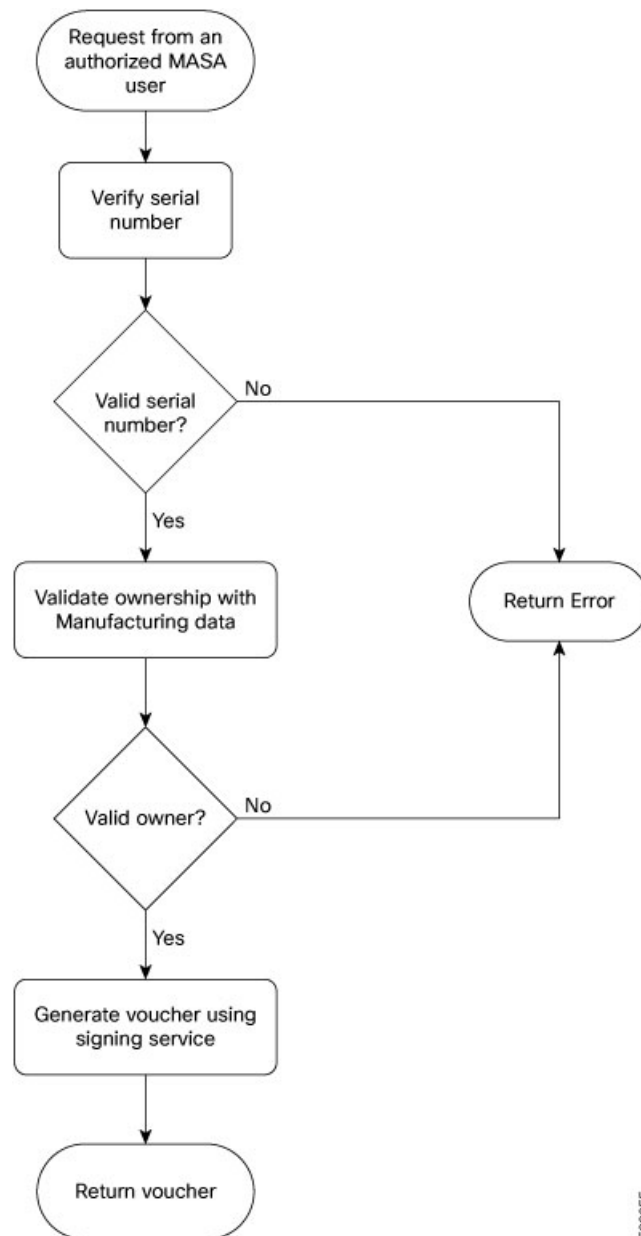 Request from an
authorized MASA
user
Verify serial
number
Valid serial
number?
No
Yes
Validate ownership with
Manufacturing data
Return Error
Valid owner?
No
Yes
Generate voucher using
signing service
Return voucher